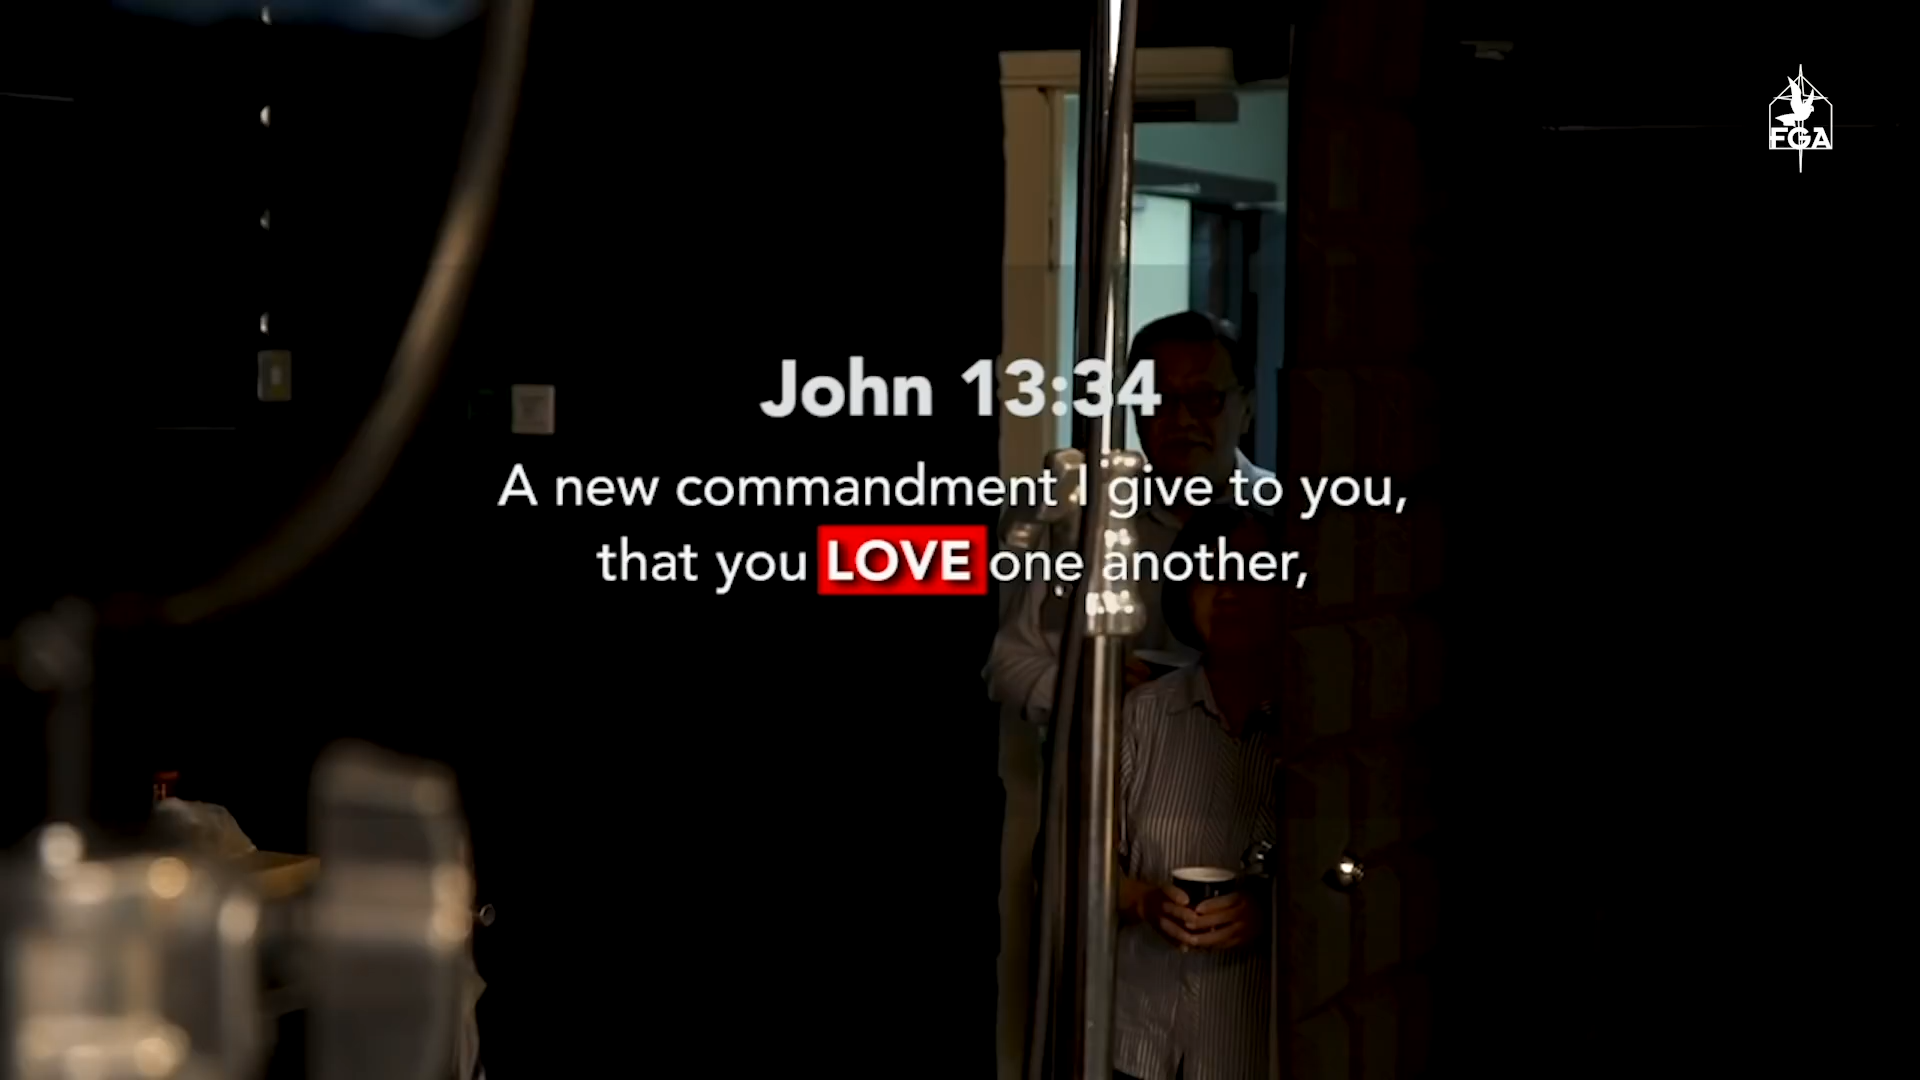 FGA
John 13:34
A new commandment I give to you,
that you LOVE one another,